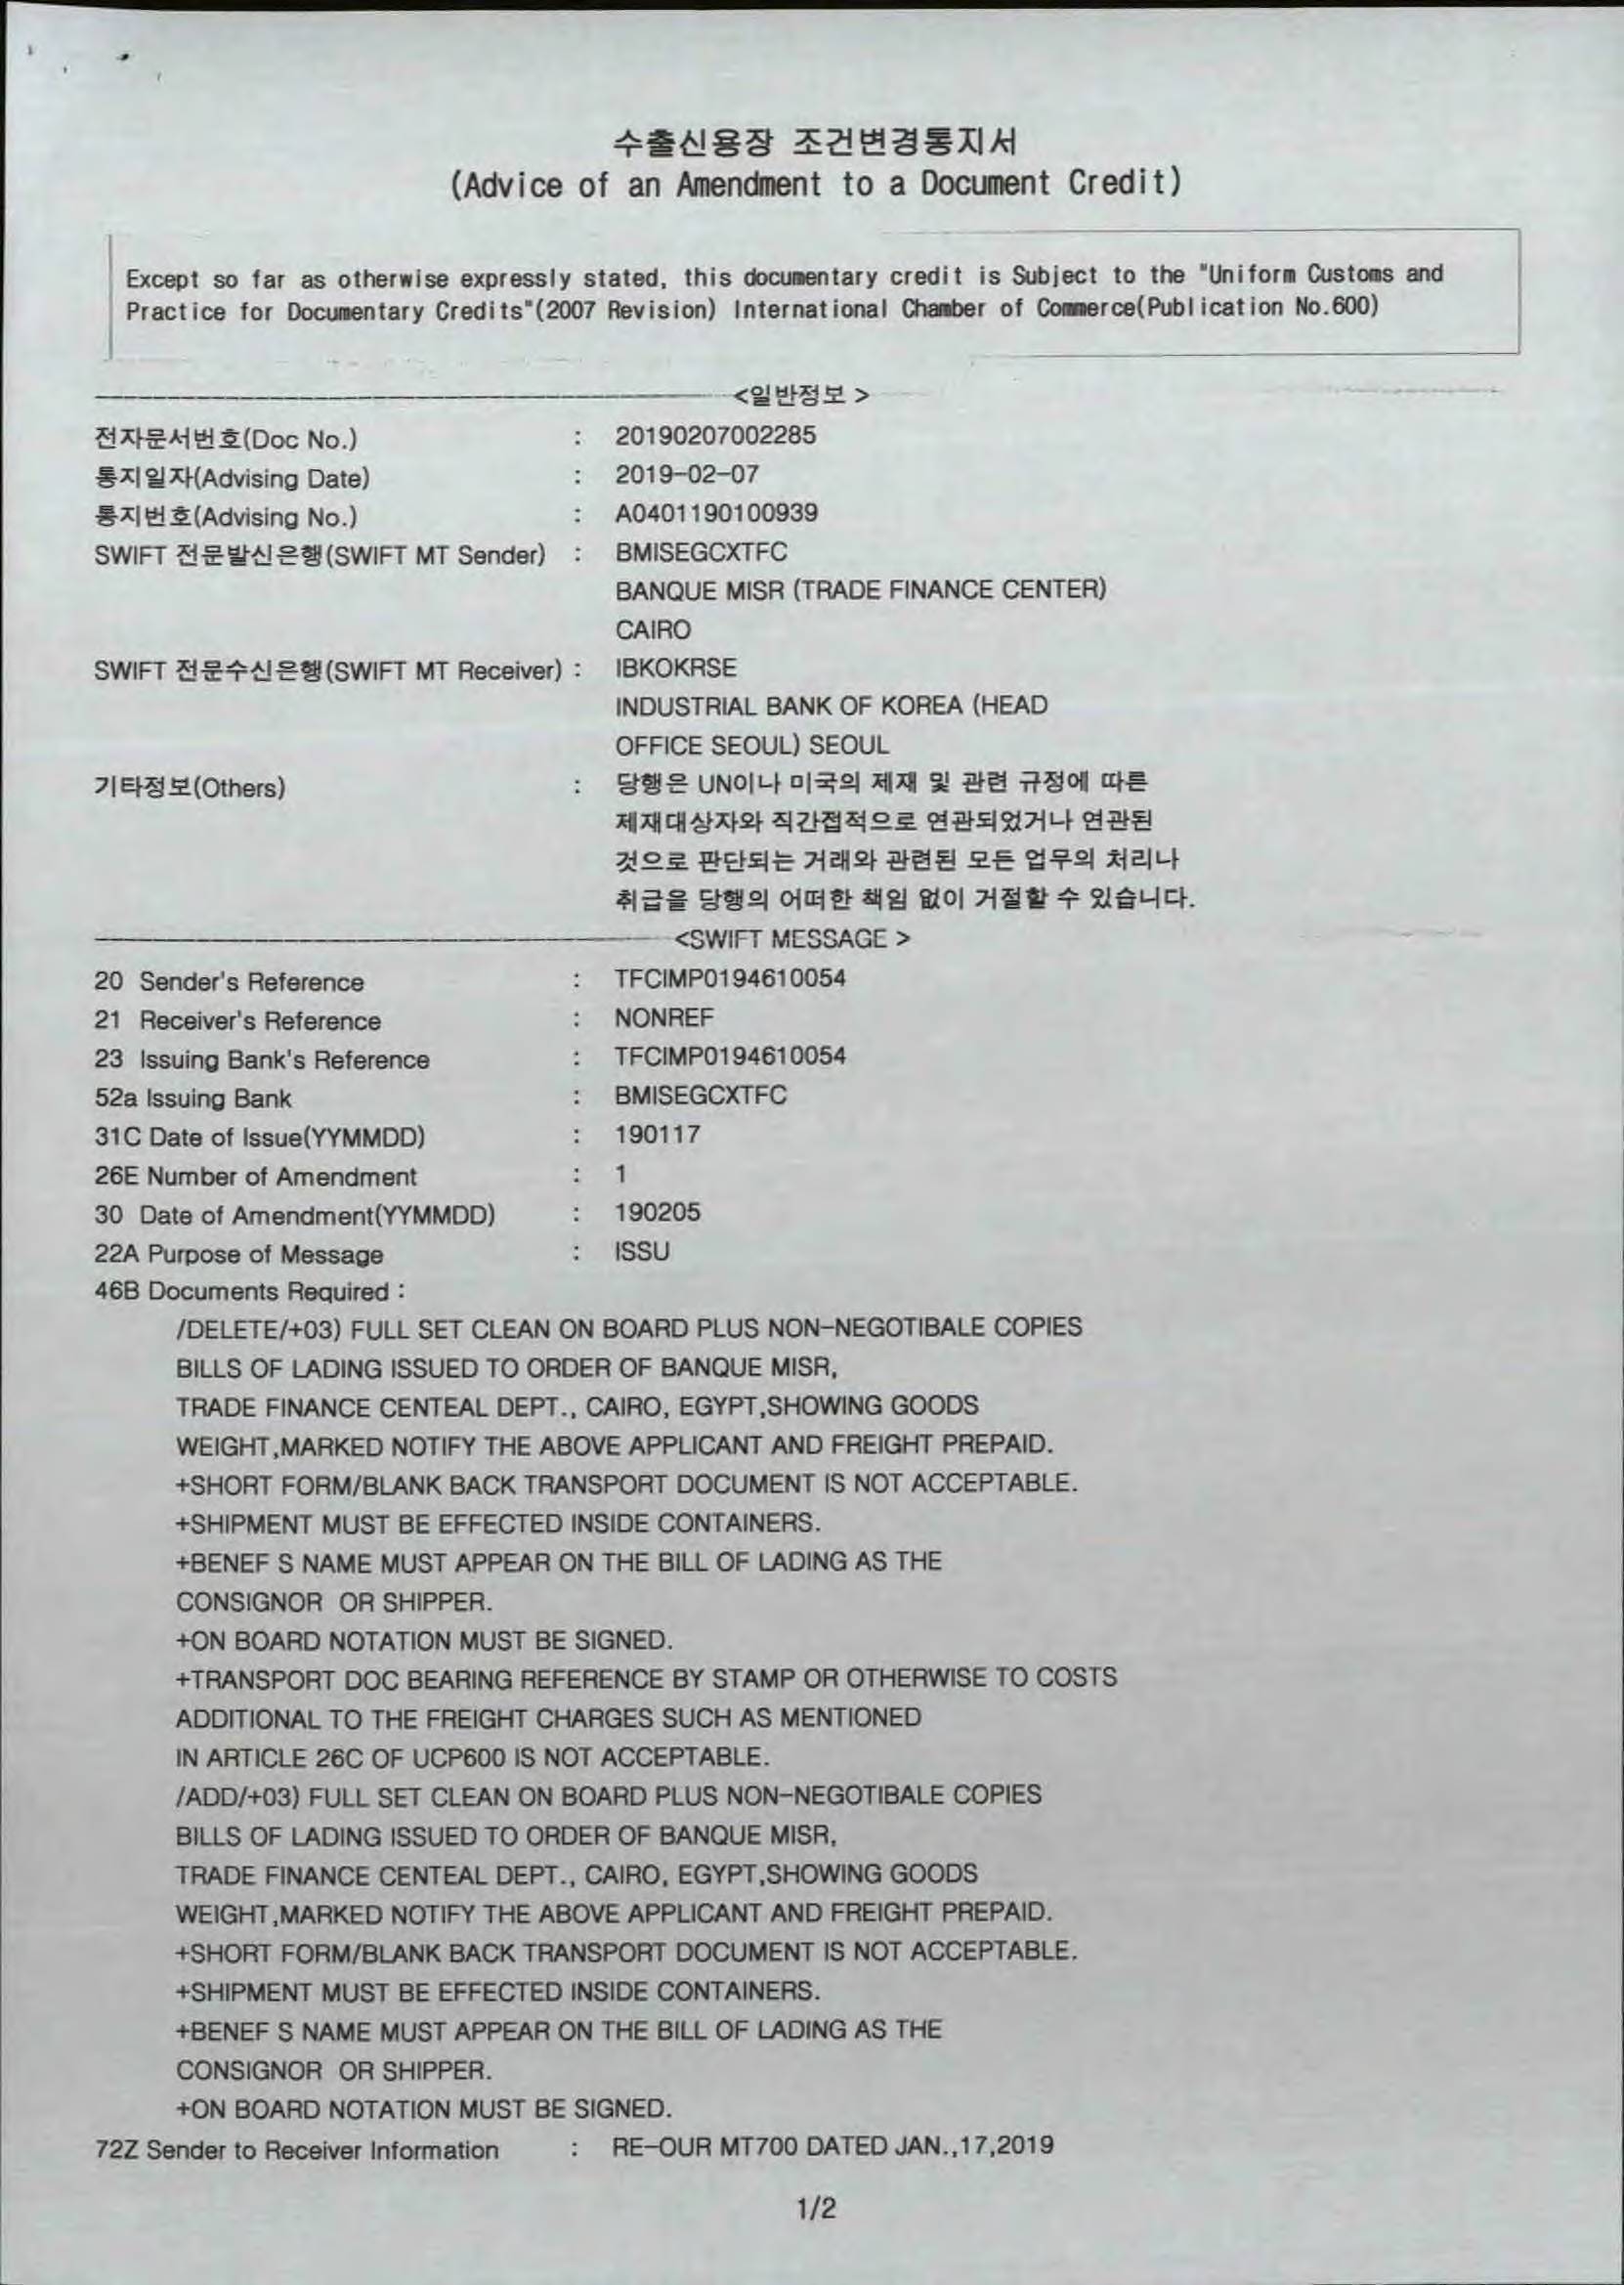 수출신용장 조건변경통지서
(Advice of an Amendment to a Document Credit)
Except so far as otherwise expressly stated, this documentary credit is Subject to the "Uniform Customs and
Practice for Documentary Credits"(2007 Revision) International Chamber of Commerce(Publication No.600)
<일반정보 >
전자문서번호(Doc No.) : 20190207002285
통지일자(Advising Date) : 2019-02-07
통지번호(Advising No.) : A0401190100939
SWIFT 전문발신은행(SWIFT MT Sender) : BMISEGCXTFC
BANQUE MISR (TRADE FINANCE CENTER)
CAIRO
SWIFT 전문수신은행(SWIFT MT Receiver) : IBKOKRSE
INDUSTRIAL BANK OF KOREA (HEAD
OFFICE SEOUL) SEOUL
기타정보(Others) : 당행은 UN이나 미국의 제재 및 관련 규정에 따른
제재대상자와 직간접적으로 연관되었거나 연관된
것으로 판단되는 거래와 관련된 모든 업무의 처리나
취급을 당행의 어떠한 책임 없이 거절할 수 있습니다.
<SWIFT MESSAGE >
20 Sender's Reference : TFCIMP0194610054
21 Receiver's Reference : NONREF
23 Issuing Bank's Reference : TFCIMP0194610054
52a Issuing Bank : BMISEGCXTFC
31C Date of Issue(YYMMDD) : 190117
26E Number of Amendment : 1
30 Date of Amendment(YYMMDD) : 190205
22A Purpose of Message : ISSU
46B Documents Required :
/DELETE/+03) FULL SET CLEAN ON BOARD PLUS NON-NEGOTIBALE COPIES
BILLS OF LADING ISSUED TO ORDER OF BANQUE MISR,
TRADE FINANCE CENTEAL DEPT., CAIRO, EGYPT,SHOWING GOODS
WEIGHT,MARKED NOTIFY THE ABOVE APPLICANT AND FREIGHT PREPAID.
+SHORT FORM/BLANK BACK TRANSPORT DOCUMENT IS NOT ACCEPTABLE.
+SHIPMENT MUST BE EFFECTED INSIDE CONTAINERS.
+BENEF S NAME MUST APPEAR ON THE BILL OF LADING AS THE
CONSIGNOR OR SHIPPER.
+ON BOARD NOTATION MUST BE SIGNED.
+TRANSPORT DOC BEARING REFERENCE BY STAMP OR OTHERWISE TO COSTS
ADDITIONAL TO THE FREIGHT CHARGES SUCH AS MENTIONED
IN ARTICLE 26C OF UCP600 IS NOT ACCEPTABLE.
/ADD/+03) FULL SET CLEAN ON BOARD PLUS NON-NEGOTIBALE COPIES
BILLS OF LADING ISSUED TO ORDER OF BANQUE MISR,
TRADE FINANCE CENTEAL DEPT., CAIRO, EGYPT,SHOWING GOODS
WEIGHT,MARKED NOTIFY THE ABOVE APPLICANT AND FREIGHT PREPAID.
+SHORT FORM/BLANK BACK TRANSPORT DOCUMENT IS NOT ACCEPTABLE.
+SHIPMENT MUST BE EFFECTED INSIDE CONTAINERS.
+BENEF S NAME MUST APPEAR ON THE BILL OF LADING AS THE
CONSIGNOR OR SHIPPER.
+ON BOARD NOTATION MUST BE SIGNED.
72Z Sender to Receiver Information : RE-OUR MT700 DATED JAN.,17,2019
1/2